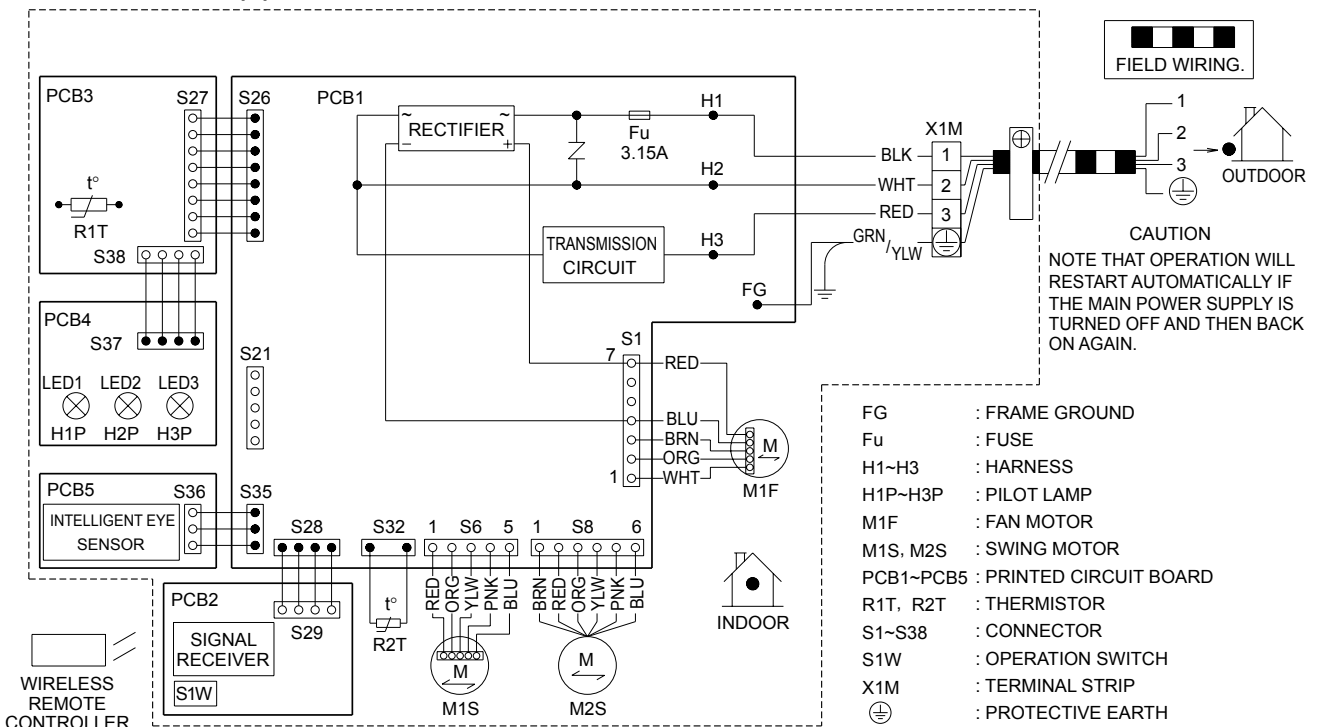 FIELD WIRING.
PCB3
S27
S26
PCB1
RECTIFIER
~
~
−
+
Fu
3.15A
H1
H2
H3
X1M
BLK
1
WHT
2
RED
3
GRN/YLW
1
2
3
OUTDOOR
t°
R1T
S38
TRANSMISSION
CIRCUIT
FG
CAUTION
NOTE THAT OPERATION WILL
RESTART AUTOMATICALLY IF
THE MAIN POWER SUPPLY IS
TURNED OFF AND THEN BACK
ON AGAIN.
PCB4
S37
LED1 LED2 LED3
H1P H2P H3P
S21
S1
7
RED
BLU
BRN
ORG
1
WHT
M
M1F
PCB5
S36
S35
INTELLIGENT EYE
SENSOR
S28
S32
1 S6 5
1 S8 6
RED
ORG
YLW
PNK
BLU
BRN
RED
ORG
YLW
PNK
BLU
PCB2
S29
SIGNAL
RECEIVER
S1W
t°
R2T
M
M1S
M
M2S
INDOOR
WIRELESS
REMOTE
CONTROLLER
FG : FRAME GROUND
Fu : FUSE
H1~H3 : HARNESS
H1P~H3P : PILOT LAMP
M1F : FAN MOTOR
M1S, M2S : SWING MOTOR
PCB1~PCB5 : PRINTED CIRCUIT BOARD
R1T, R2T : THERMISTOR
S1~S38 : CONNECTOR
S1W : OPERATION SWITCH
X1M : TERMINAL STRIP
: PROTECTIVE EARTH